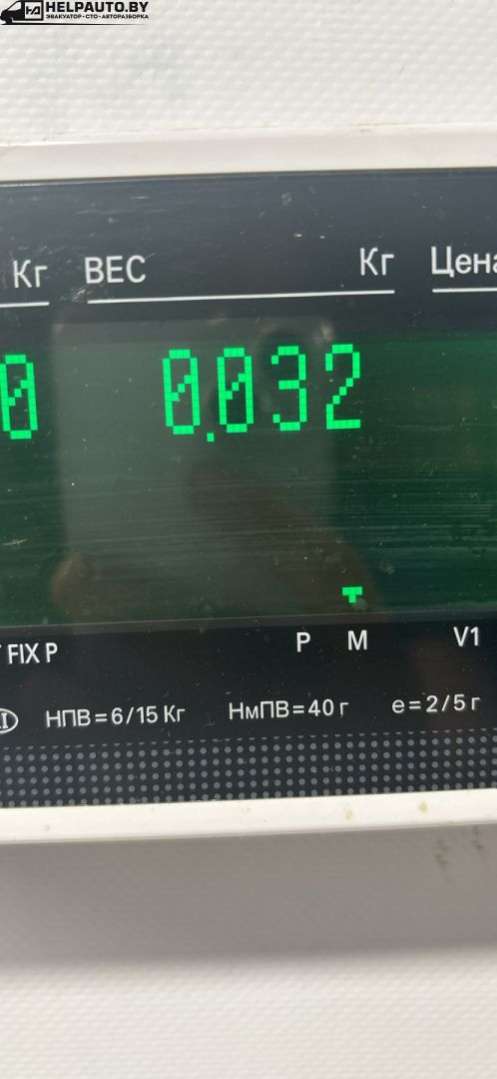 HELPAUTO.BY
ЭВАКУАТОР·СТО·АВТОРАЗБОРКА
Кг ВЕС Кг Цена
0 0.032
FIX P P M V1
НПВ=6/15 Кг НмПВ=40 г е=2/5 г